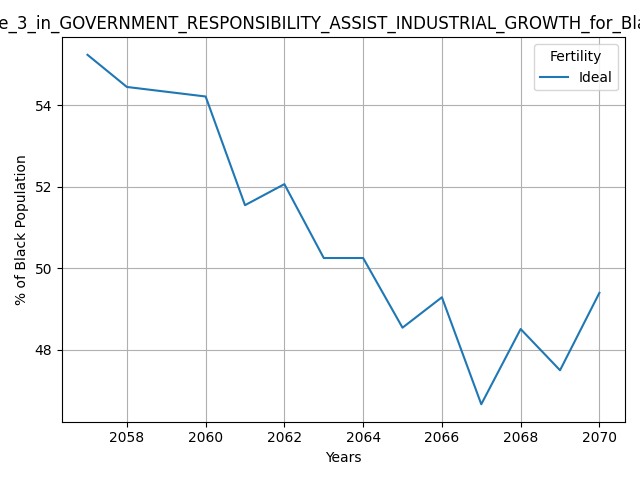 e_3_in_GOVERNMENT_RESPONSIBILITY_ASSIST_INDUSTRIAL_GROWTH_for_Bla
Fertility
Ideal
% of Black Population
54
52
50
48
2058 2060 2062 2064 2066 2068 2070
Years